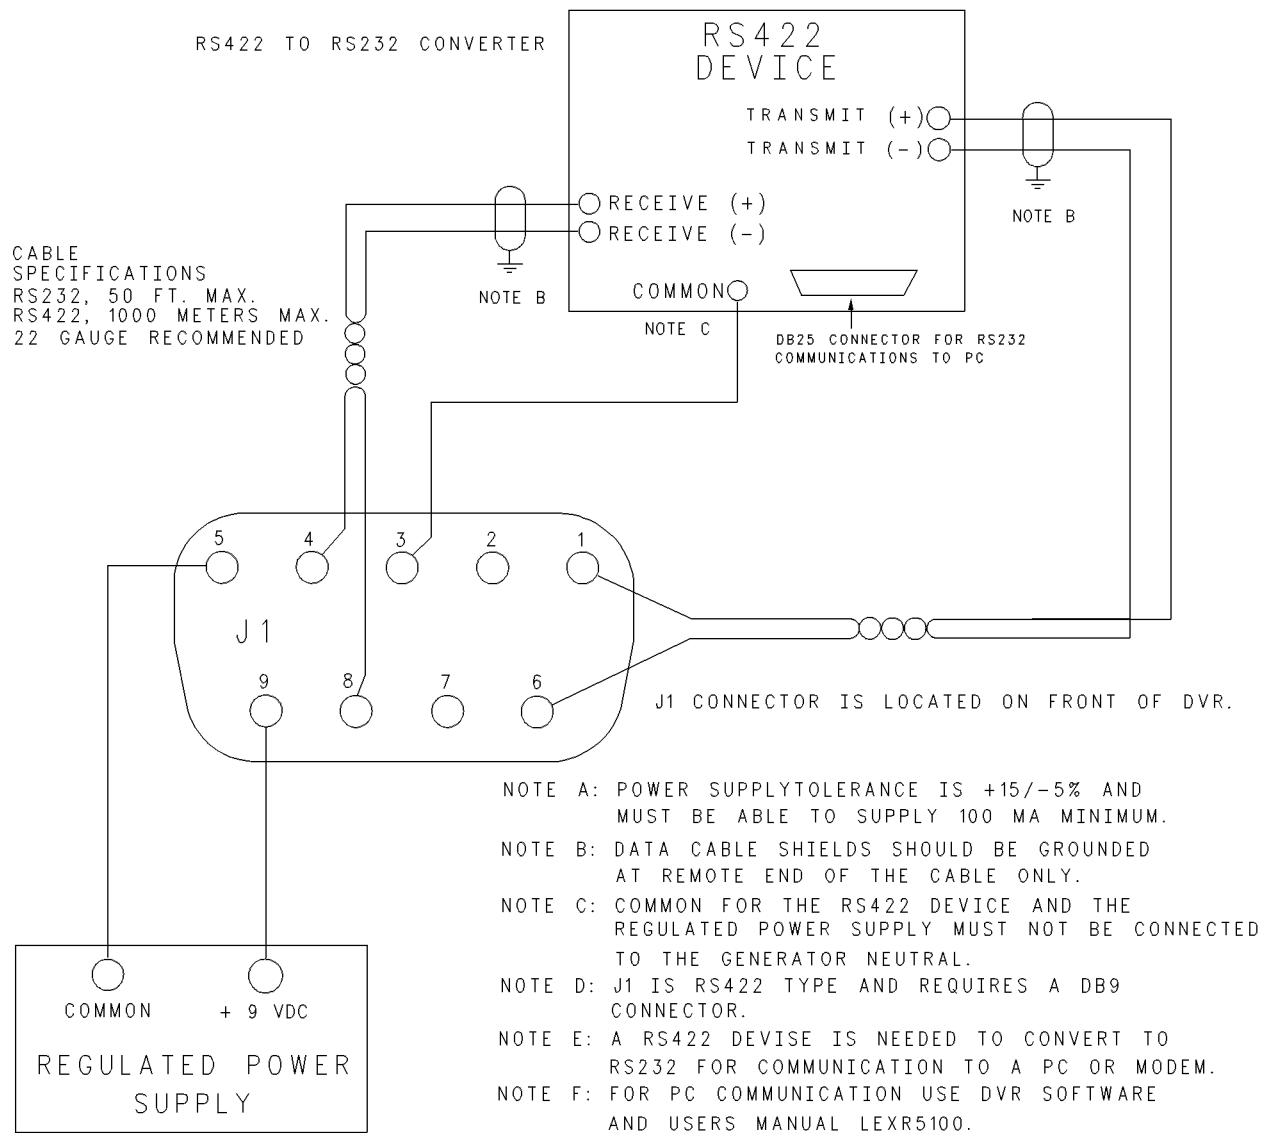 RS422 TO RS232 CONVERTER
RS422
DEVICE
TRANSMIT (+)
TRANSMIT (-)
NOTE B
RECEIVE (+)
RECEIVE (-)
CABLE
SPECIFICATIONS
RS232, 50 FT. MAX.
RS422, 1000 METERS MAX.
22 GAUGE RECOMMENDED
NOTE B
COMMON
NOTE C
DB25 CONNECTOR FOR RS232
COMMUNICATIONS TO PC
5 4 3 2 1
J1
9 8 7 6
J1 CONNECTOR IS LOCATED ON FRONT OF DVR.
NOTE A: POWER SUPPLYTOLERANCE IS +15/-5% AND
MUST BE ABLE TO SUPPLY 100 MA MINIMUM.
NOTE B: DATA CABLE SHIELDS SHOULD BE GROUNDED
AT REMOTE END OF THE CABLE ONLY.
NOTE C: COMMON FOR THE RS422 DEVICE AND THE
REGULATED POWER SUPPLY MUST NOT BE CONNECTED
TO THE GENERATOR NEUTRAL.
NOTE D: J1 IS RS422 TYPE AND REQUIRES A DB9
CONNECTOR.
NOTE E: A RS422 DEVISE IS NEEDED TO CONVERT TO
RS232 FOR COMMUNICATION TO A PC OR MODEM.
NOTE F: FOR PC COMMUNICATION USE DVR SOFTWARE
AND USERS MANUAL LEXR5100.
COMMON
+ 9 VDC
REGULATED POWER
SUPPLY